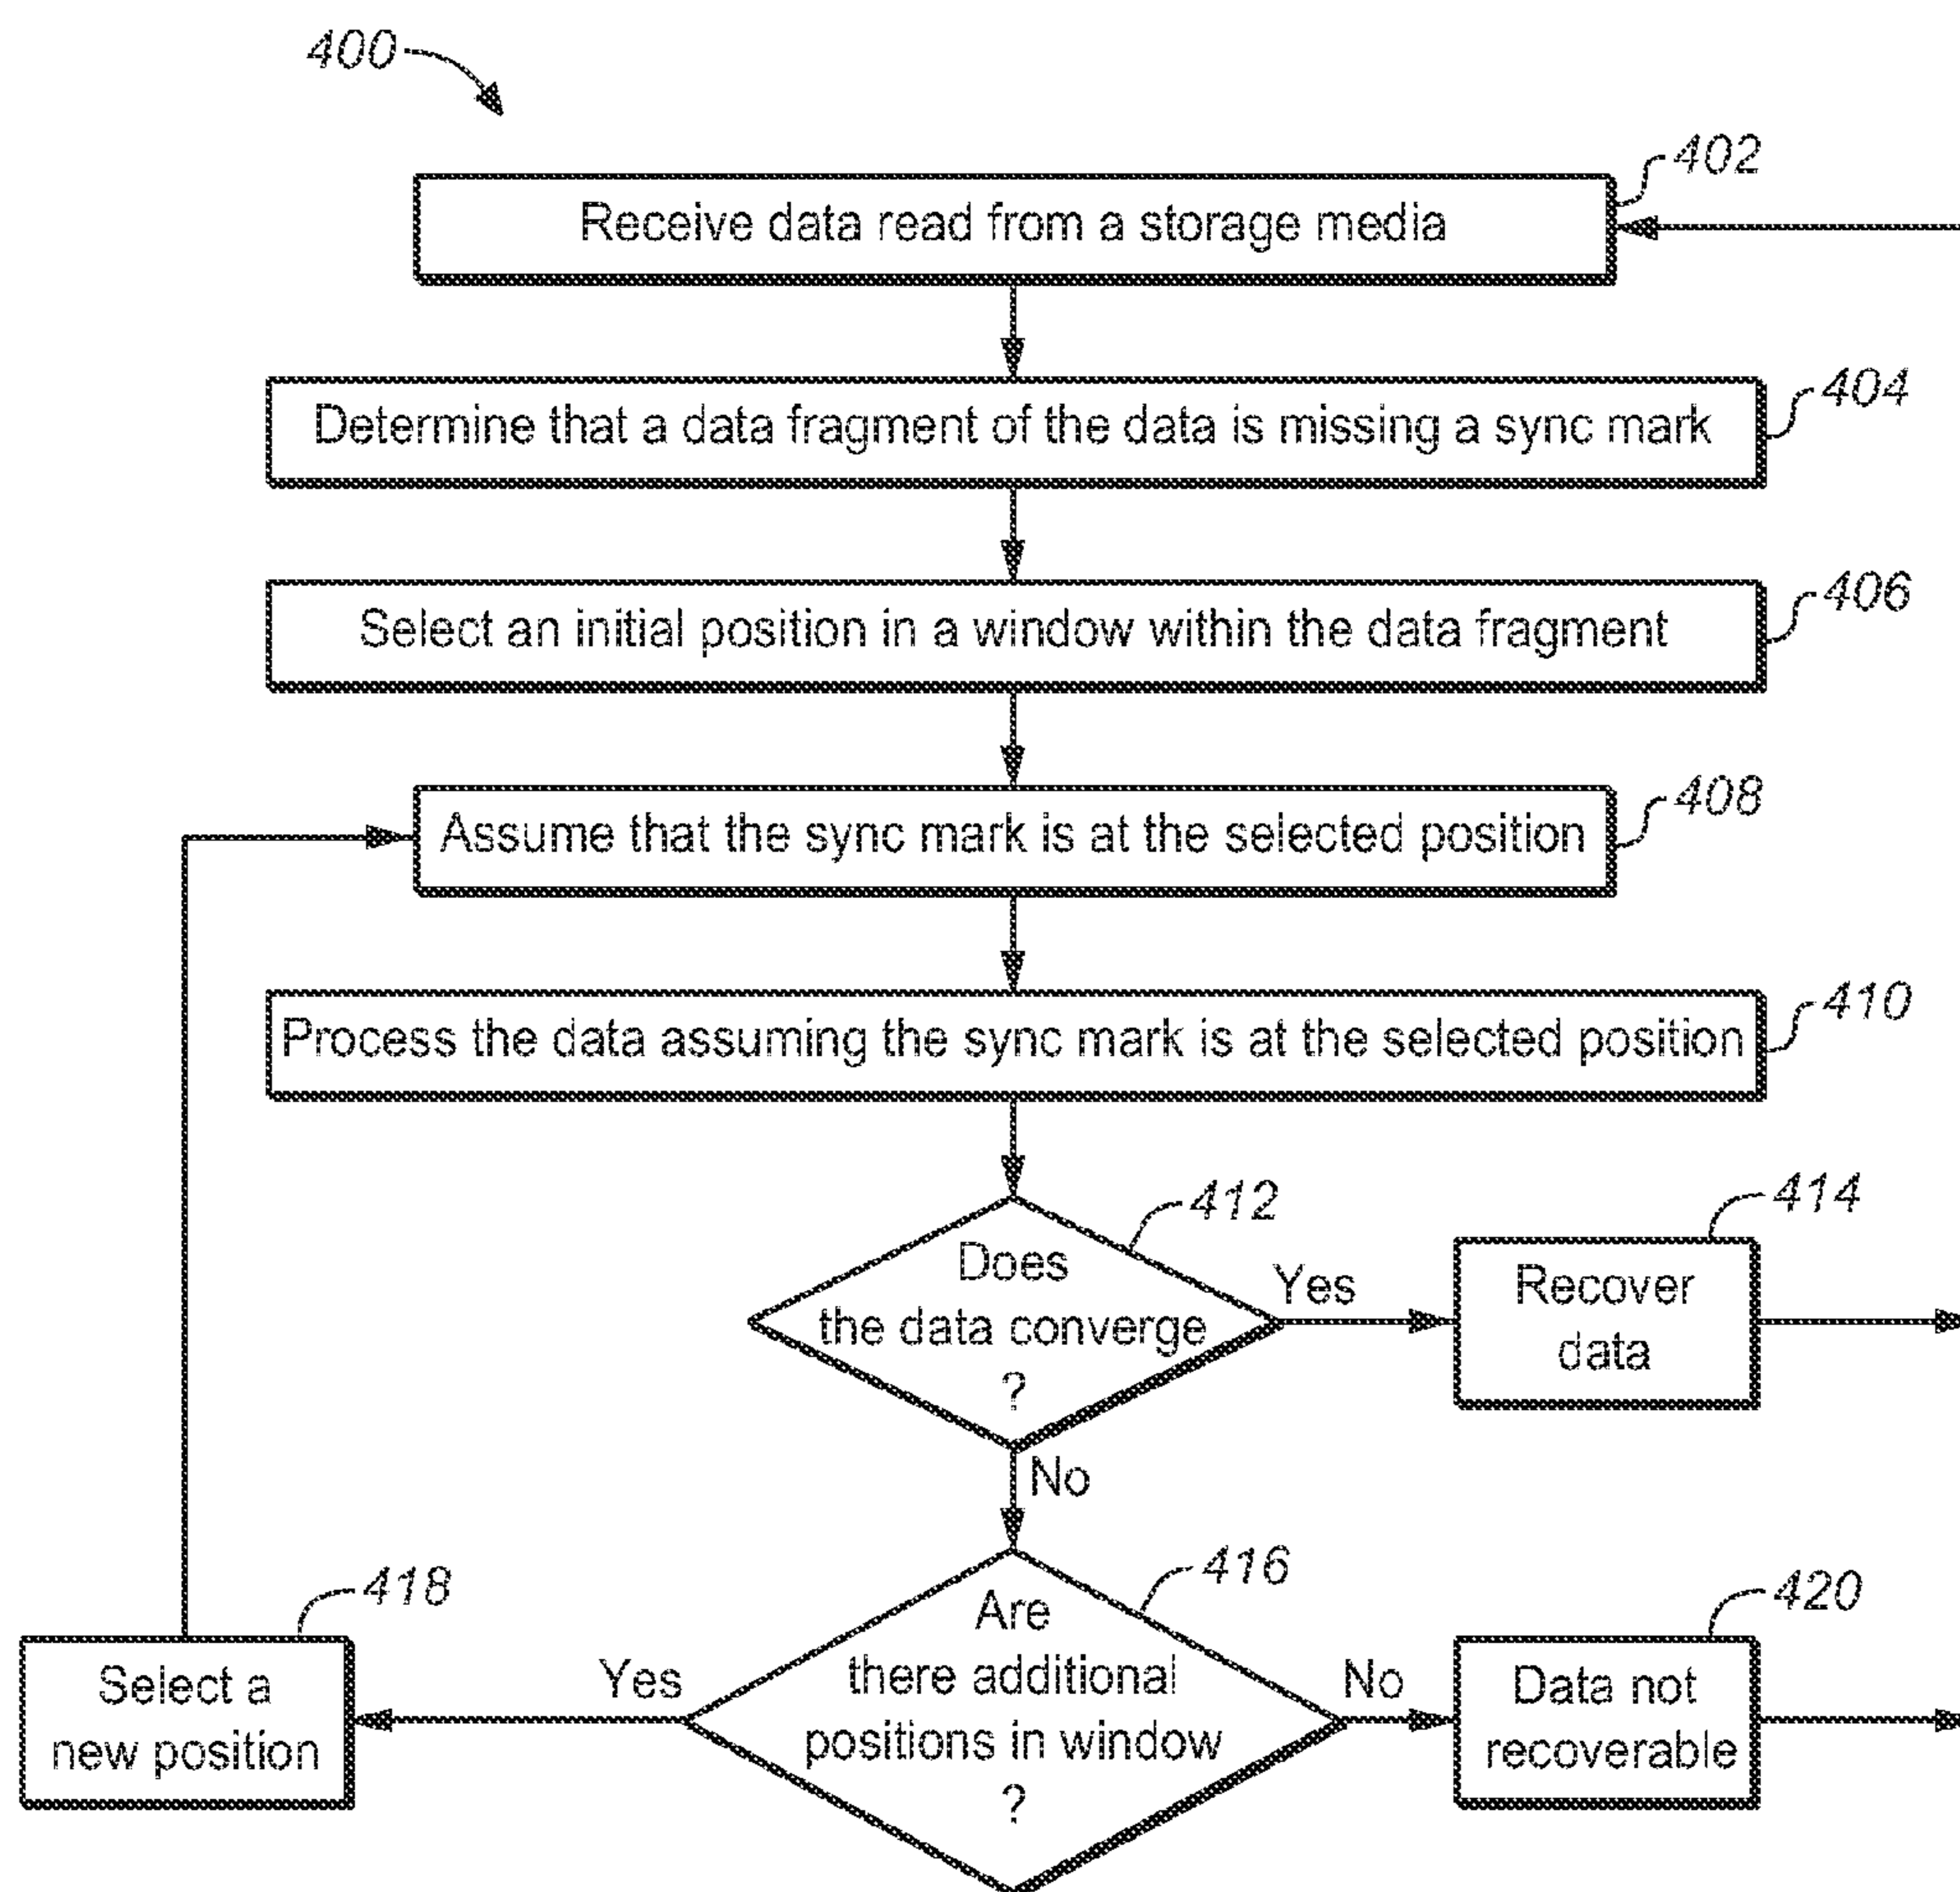 400
402
Receive data read from a storage media
404
Determine that a data fragment of the data is missing a sync mark
406
Select an initial position in a window within the data fragment
408
Assume that the sync mark is at the selected position
410
Process the data assuming the sync mark is at the selected position
412
Does
the data converge
?
Yes
414
Recover
data
No
416
Are
there additional
positions in window
?
Yes
418
Select a
new position
No
420
Data not
recoverable